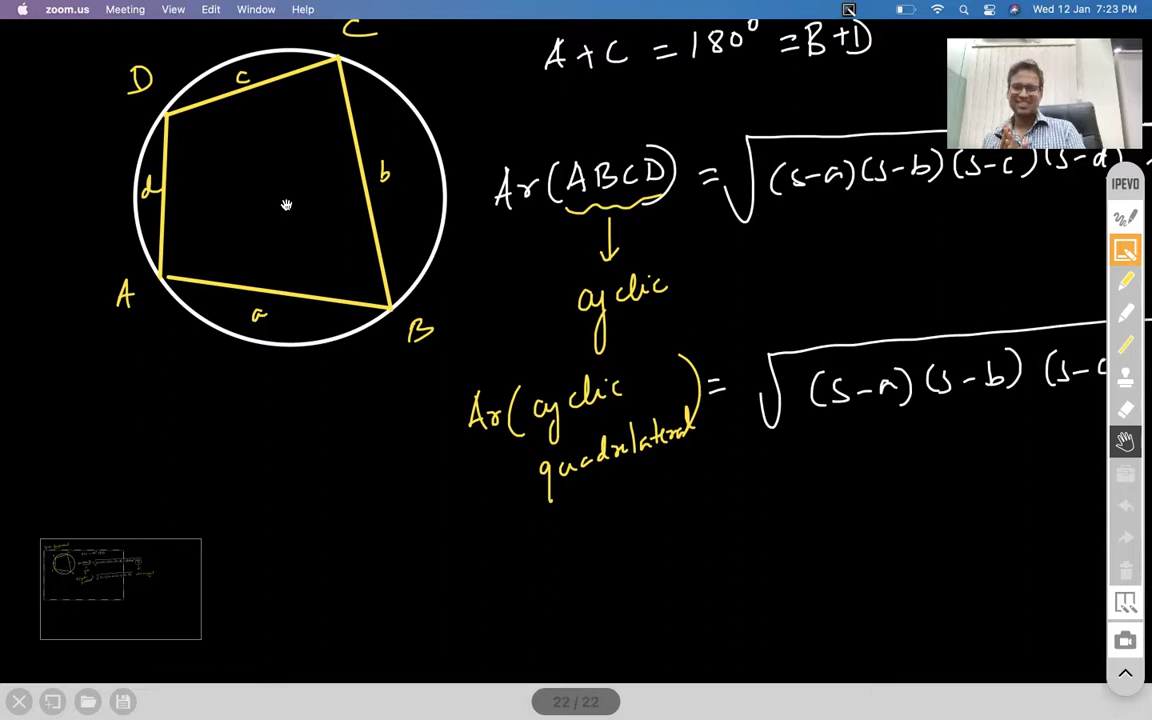 zoom.us Meeting View Edit Window Help Wed 12 Jan 7:23 PM
C
A + C = 180° = B + D
D
c
b
d
Ar(ABCD) = √(s-a)(s-b)(s-c)(s-d)
IPEVO
cyclic
A
a
B
Ar(cyclic quadrilateral) = √(s-a)(s-b)(s-c
22/22